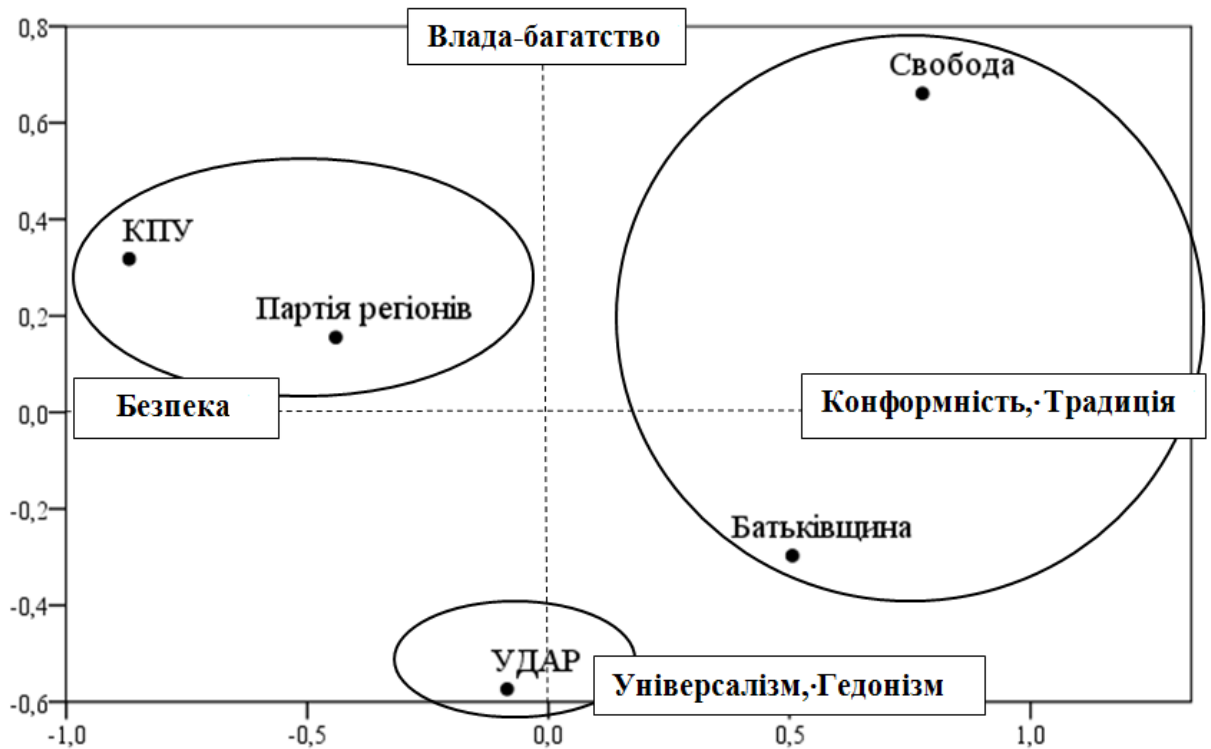 0,8
Влада-багатство
Свобода
0,6
0,4
КПУ
Партія регіонів
0,2
Безпека
Конформність,·Традиція
0,0
-0,2
Батьківщина
-0,4
УДАР
Універсалізм,·Гедонізм
-0,6
-1,0 -0,5 0,0 0,5 1,0